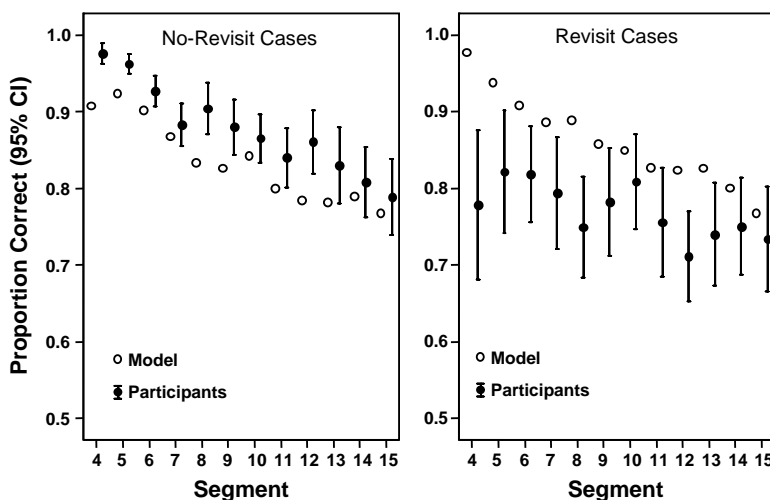 Proportion Correct (95% CI)
No-Revisit Cases
1.0
0.9
0.8
0.7
0.6
0.5
Model
Participants
4 5 6 7 8 9 10 11 12 13 14 15
Segment
Revisit Cases
1.0
0.9
0.8
0.7
0.6
0.5
Model
Participants
4 5 6 7 8 9 10 11 12 13 14 15
Segment